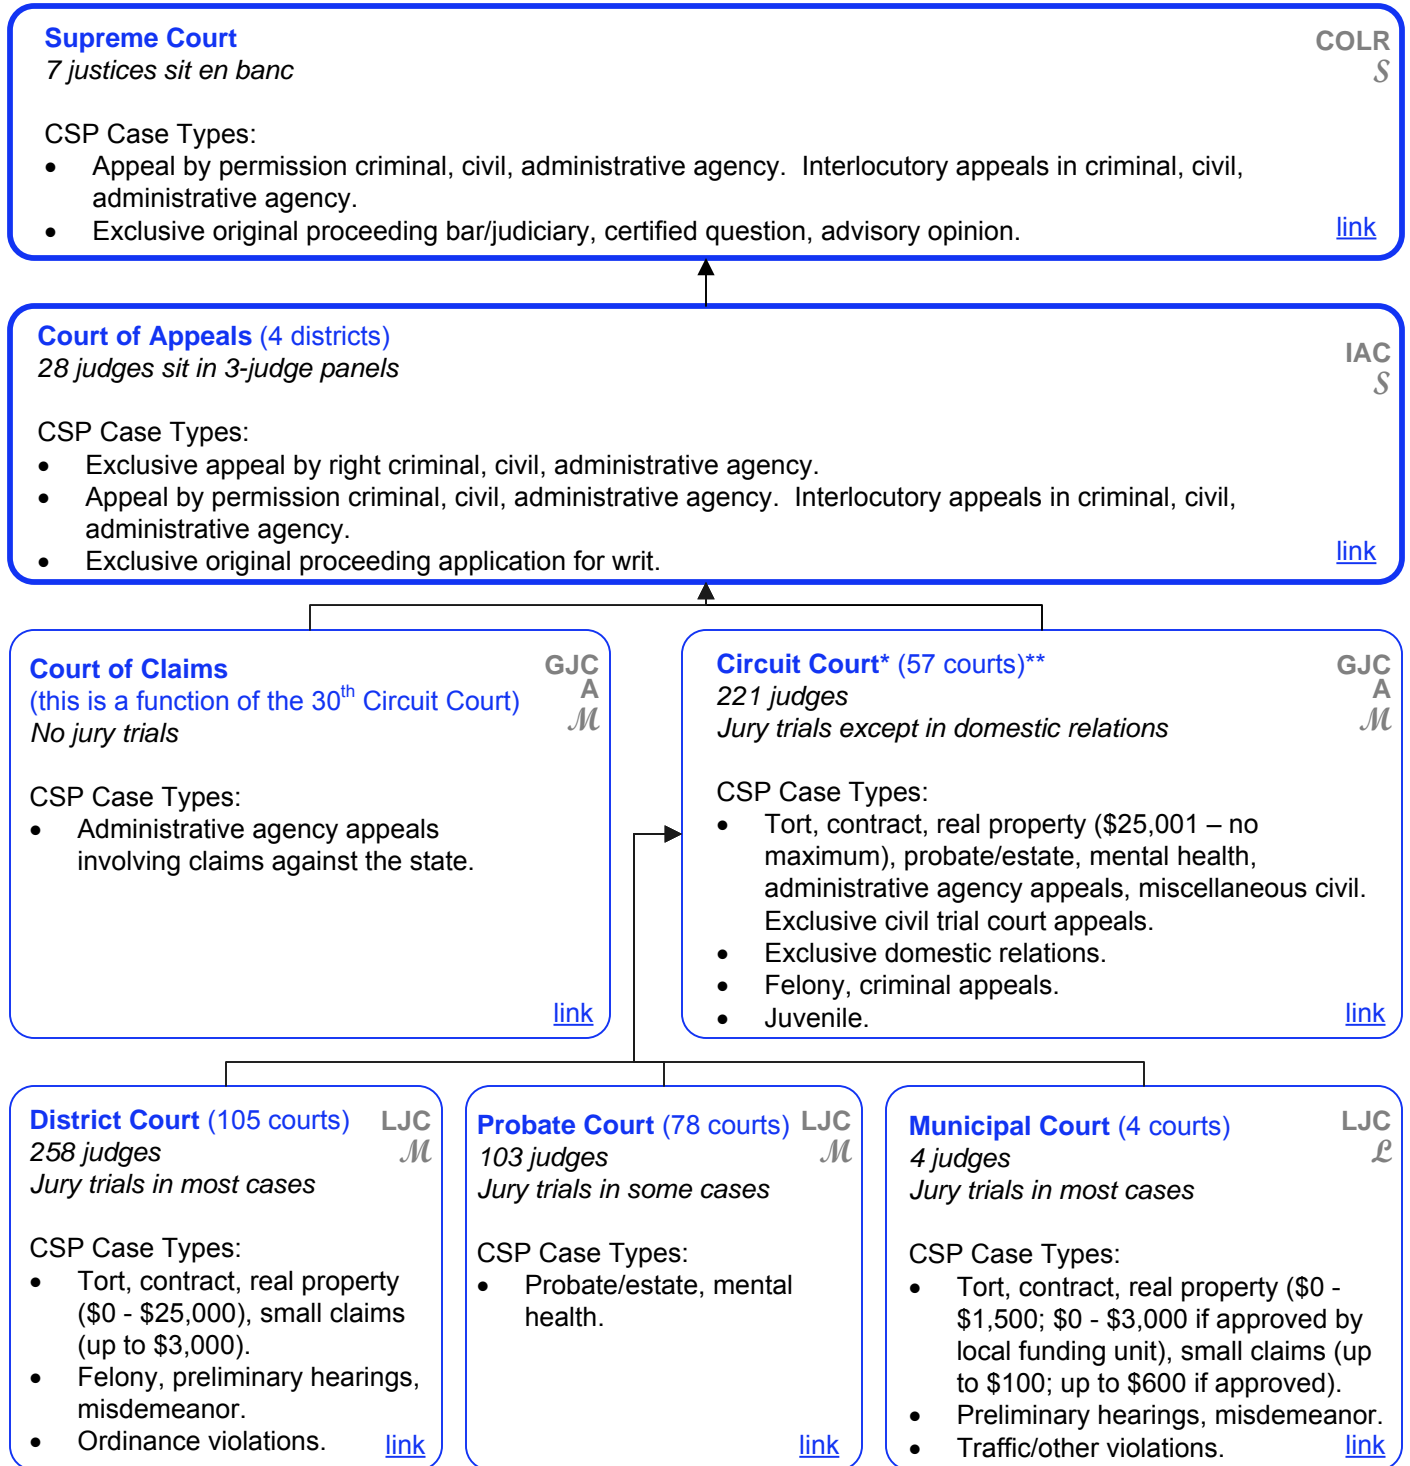 Supreme Court
COLR
7 justices sit en banc
S
CSP Case Types:
• Appeal by permission criminal, civil, administrative agency. Interlocutory appeals in criminal, civil,
administrative agency.
• Exclusive original proceeding bar/judiciary, certified question, advisory opinion.
link
Court of Appeals (4 districts)
IAC
28 judges sit in 3-judge panels
S
CSP Case Types:
• Exclusive appeal by right criminal, civil, administrative agency.
• Appeal by permission criminal, civil, administrative agency. Interlocutory appeals in criminal, civil,
administrative agency.
• Exclusive original proceeding application for writ.
link
Court of Claims
GJC
(this is a function of the 30th Circuit Court)
A
No jury trials
M
CSP Case Types:
• Administrative agency appeals
involving claims against the state.
link
Circuit Court* (57 courts)**
GJC
221 judges
A
Jury trials except in domestic relations
M
CSP Case Types:
• Tort, contract, real property ($25,001 – no
maximum), probate/estate, mental health,
administrative agency appeals, miscellaneous civil.
Exclusive civil trial court appeals.
• Exclusive domestic relations.
• Felony, criminal appeals.
• Juvenile.
link
District Court (105 courts)
LJC
258 judges
M
Jury trials in most cases
CSP Case Types:
• Tort, contract, real property
($0 - $25,000), small claims
(up to $3,000).
• Felony, preliminary hearings,
misdemeanor.
• Ordinance violations.
link
Probate Court (78 courts)
LJC
103 judges
M
Jury trials in some cases
CSP Case Types:
• Probate/estate, mental
health.
link
Municipal Court (4 courts)
LJC
4 judges
L
Jury trials in most cases
CSP Case Types:
• Tort, contract, real property ($0 -
$1,500; $0 - $3,000 if approved by
local funding unit), small claims (up
to $100; up to $600 if approved).
• Preliminary hearings, misdemeanor.
• Traffic/other violations.
link